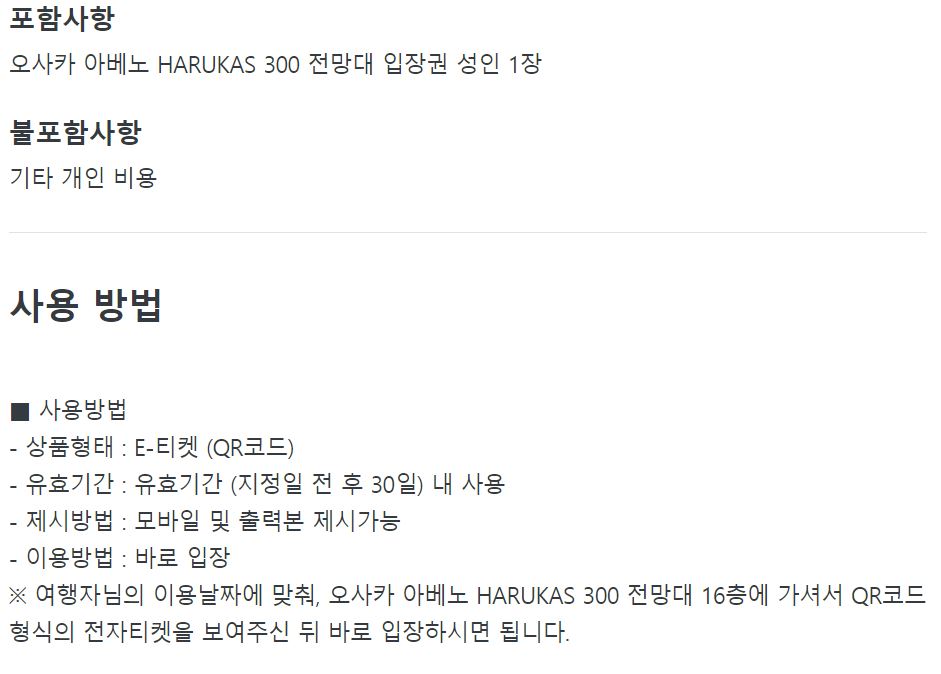 포함사항
오사카 아베노 HARUKAS 300 전망대 입장권 성인 1장
불포함사항
기타 개인 비용
사용 방법
■ 사용방법
- 상품형태 : E-티켓 (QR코드)
- 유효기간 : 유효기간 (지정일 전 후 30일) 내 사용
- 제시방법 : 모바일 및 출력본 제시가능
- 이용방법 : 바로 입장
※ 여행자님의 이용날짜에 맞춰, 오사카 아베노 HARUKAS 300 전망대 16층에 가셔서 QR코드
형식의 전자티켓을 보여주신 뒤 바로 입장하시면 됩니다.